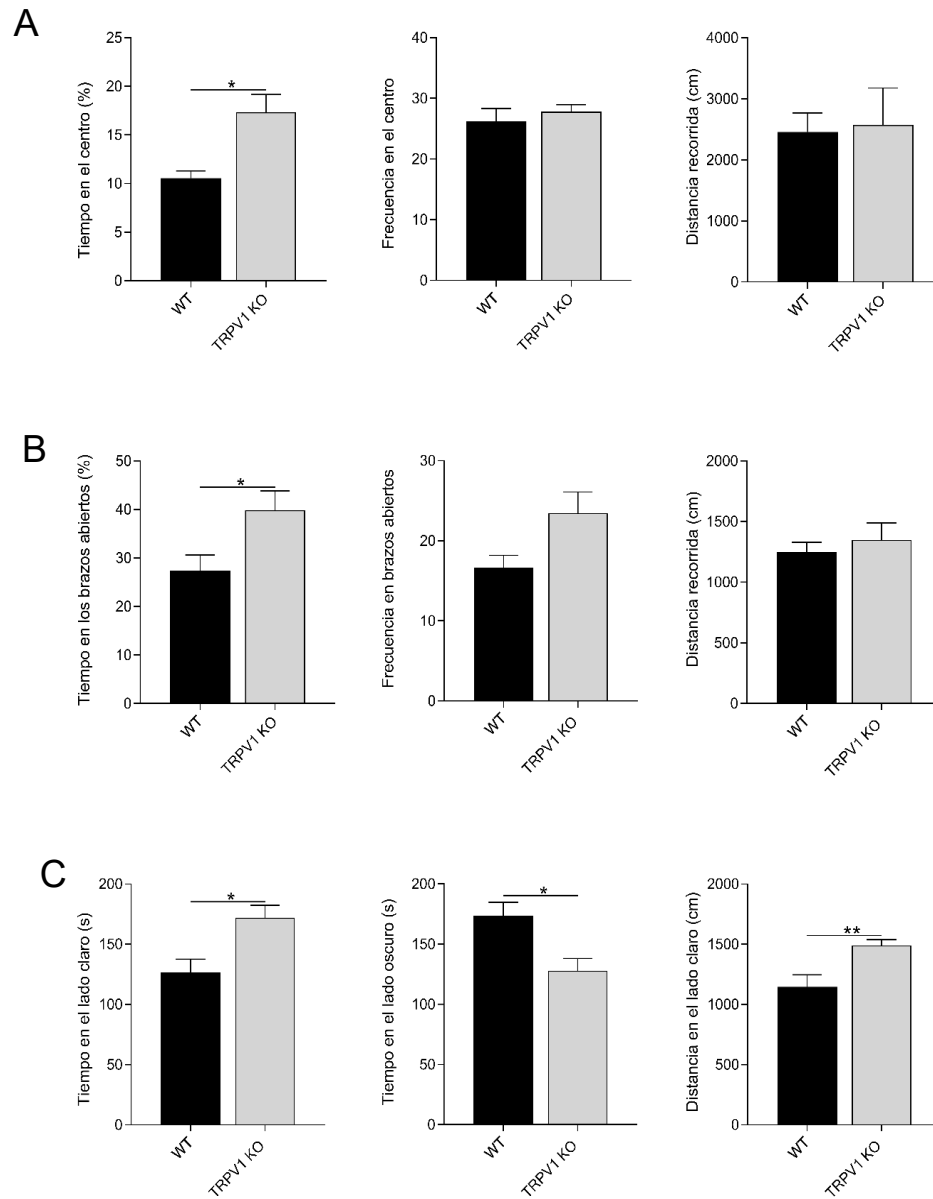 A
Tiempo en el centro (%)
25
20
15
10
5
0
*
WT
TRPV1 KO
Frecuencia en el centro
40
30
20
10
0
WT
TRPV1 KO
Distancia recorrida (cm)
4000
3000
2000
1000
0
WT
TRPV1 KO
B
Tiempo en los brazos abiertos (%)
50
40
30
20
10
0
*
WT
TRPV1 KO
Frecuencia en brazos abiertos
30
20
10
0
WT
TRPV1 KO
Distancia recorrida (cm)
2000
1500
1000
500
0
WT
TRPV1 KO
C
Tiempo en el lado claro (s)
200
150
100
50
0
*
WT
TRPV1 KO
Tiempo en el lado oscuro (s)
200
150
100
50
0
*
WT
TRPV1 KO
Distancia en el lado claro (cm)
2000
1500
1000
500
0
**
WT
TRPV1 KO